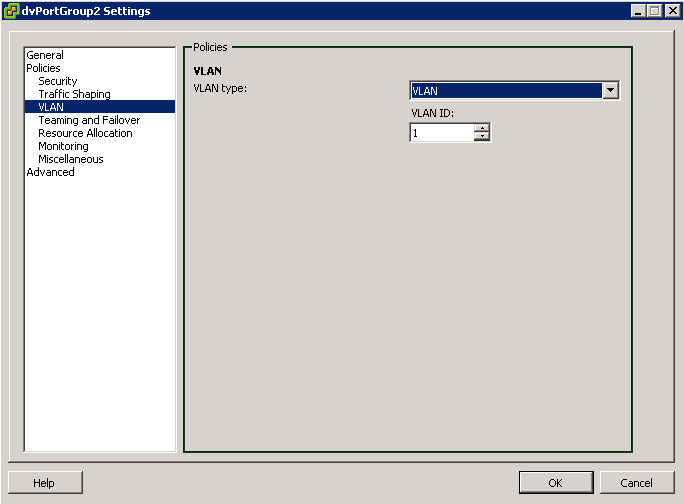 dvPortGroup2 Settings
General
Policies
Security
Traffic Shaping
VLAN
Teaming and Failover
Resource Allocation
Monitoring
Miscellaneous
Advanced
Policies
VLAN
VLAN type:
VLAN
VLAN ID:
1
Help
OK
Cancel